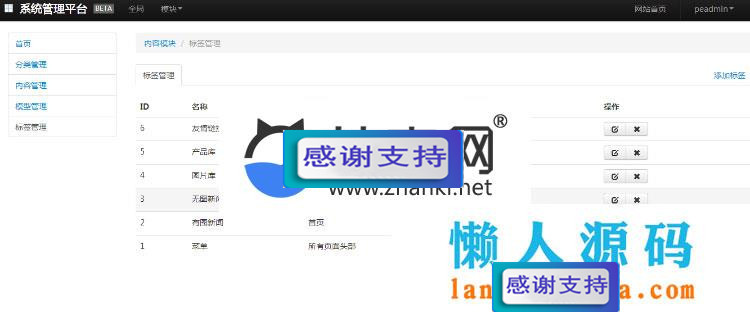 系统管理平台 BETA 全局 模块 网站首页 peadmin
首页
分类管理
内容管理
模型管理
标签管理
内容模块 / 标签管理
标签管理 添加标签
ID 名称 操作
6 友情链接
5 产品库
4 图片库
3 无图新闻
2 有图新闻 首页
1 菜单 所有页面头部
网®
感谢支持
www.zhanki.net
懒人源码
感谢支持
lan a.com